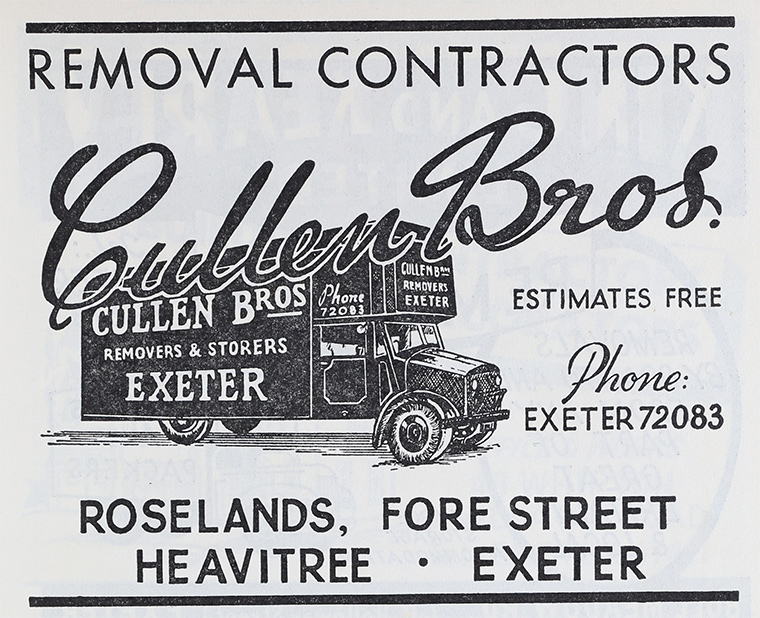 REMOVAL CONTRACTORS
Cullen Bros.
CULLEN BROS
REMOVERS & STORERS
EXETER
Phone
72083
CULLEN BROS
REMOVERS
EXETER
ESTIMATES FREE
Phone:
EXETER 72083
ROSELANDS, FORE STREET
HEAVITREE · EXETER